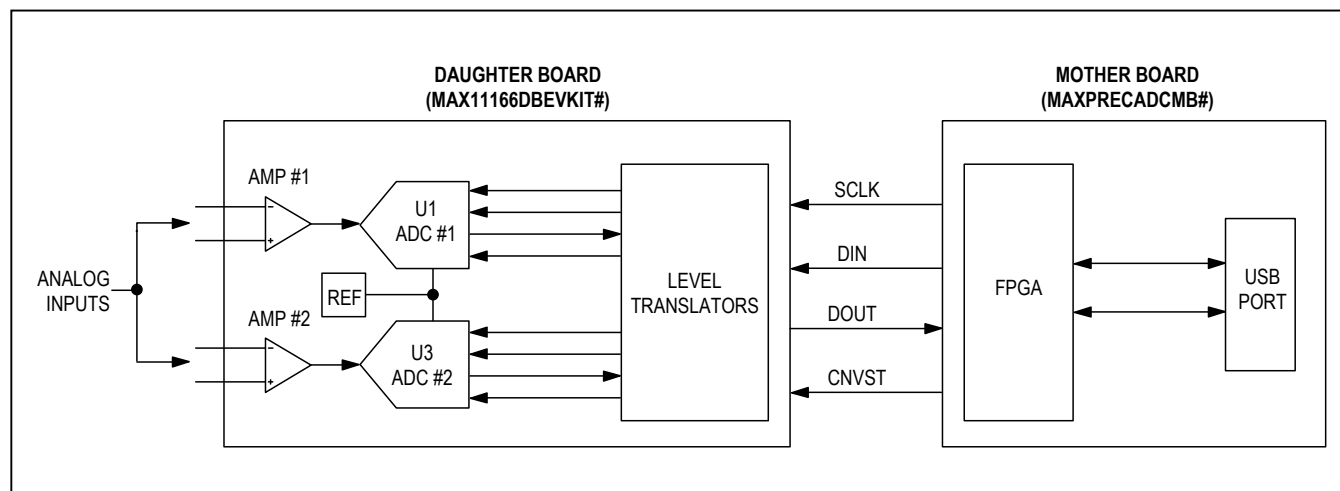 DAUGHTER BOARD
(MAX11166DBEVKIT#)
MOTHER BOARD
(MAXPRECADCMB#)
AMP #1
−
+
U1
ADC #1
ANALOG
INPUTS
REF
AMP #2
−
+
U3
ADC #2
LEVEL
TRANSLATORS
SCLK
DIN
DOUT
CNVST
FPGA
USB
PORT